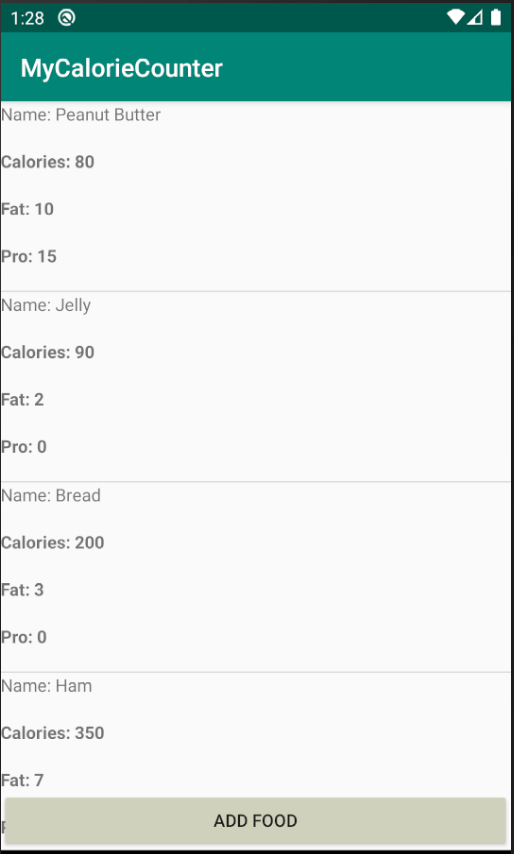 1:28
MyCalorieCounter
Name: Peanut Butter
Calories: 80
Fat: 10
Pro: 15
Name: Jelly
Calories: 90
Fat: 2
Pro: 0
Name: Bread
Calories: 200
Fat: 3
Pro: 0
Name: Ham
Calories: 350
Fat: 7
ADD FOOD